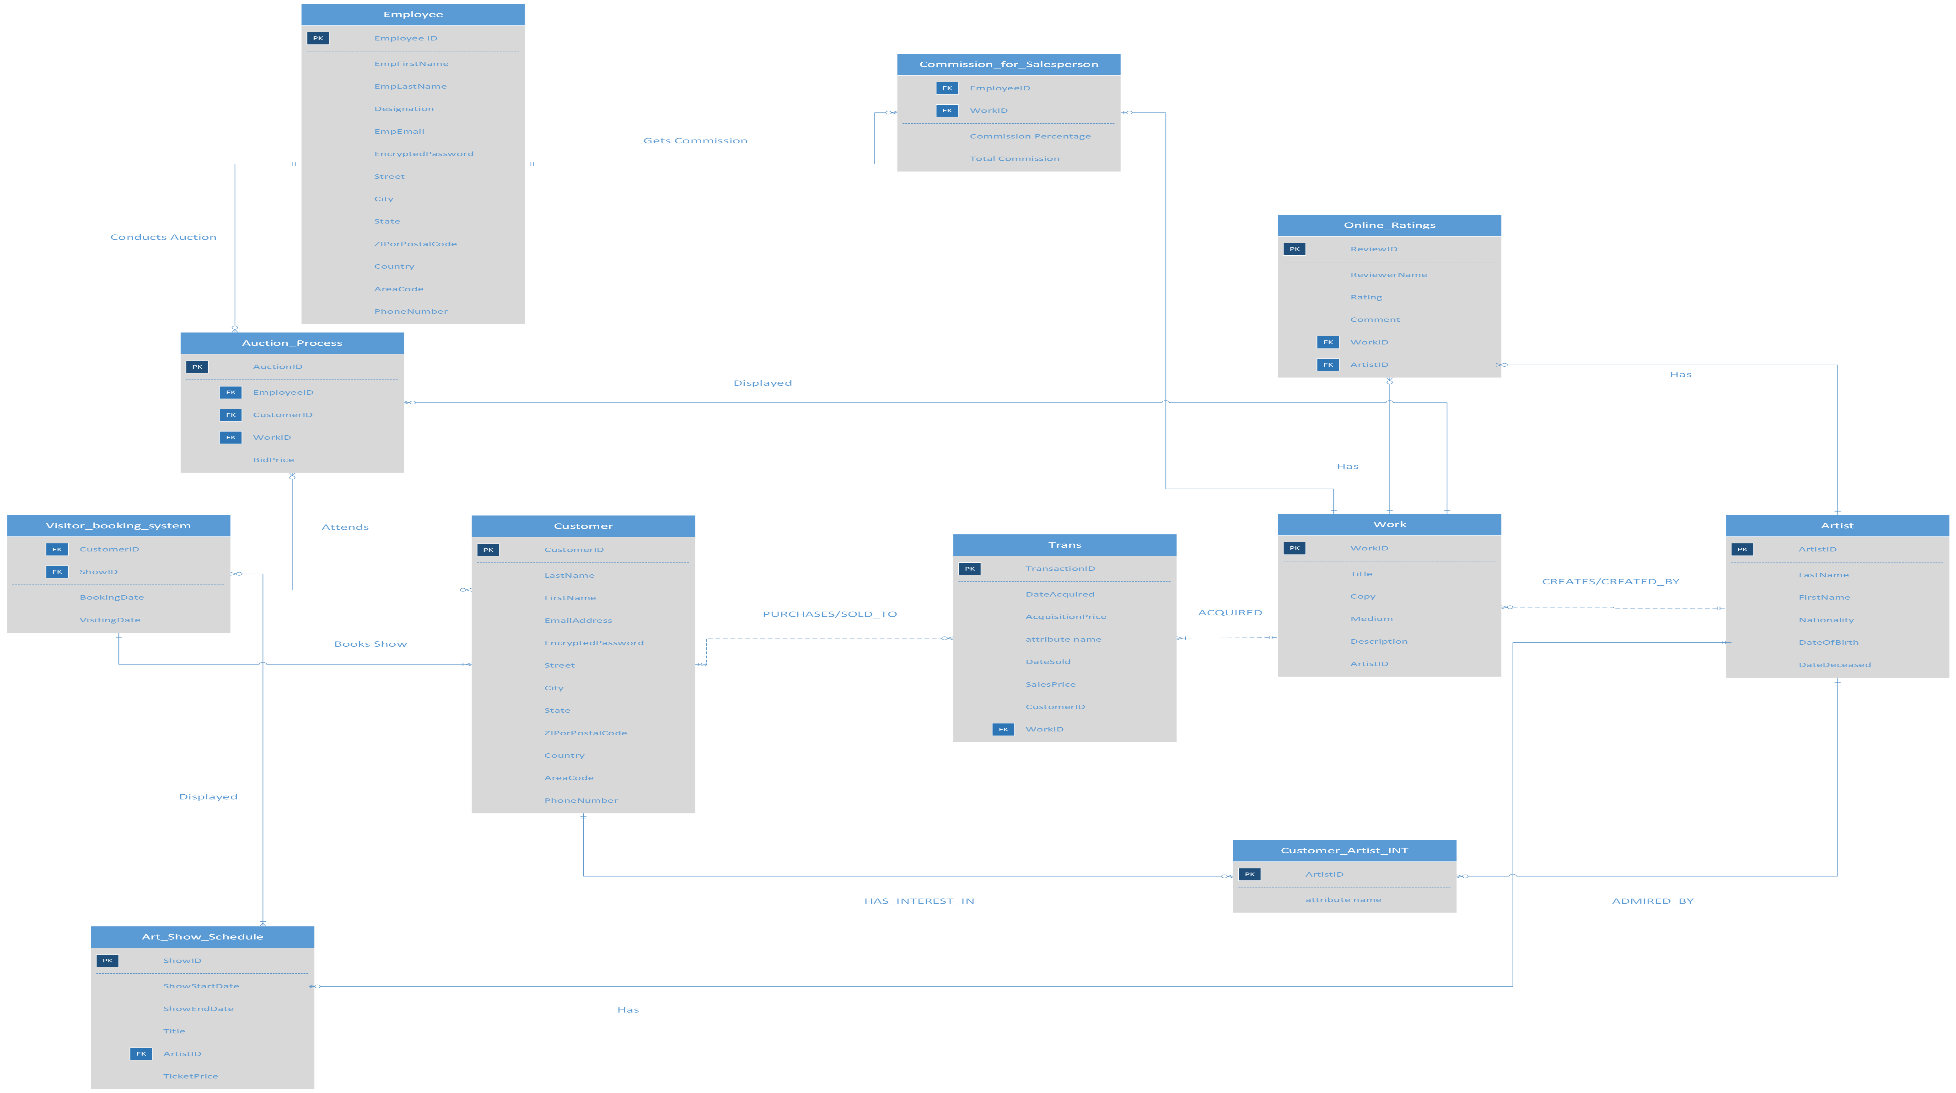 Employee
PK Employee ID
EmpFirstName
EmpLastName
Designation
EmpEmail
EncryptedPassword
Street
City
State
ZIPorPostalCode
Country
AreaCode
PhoneNumber
Commission_for_Salesperson
FK EmployeeID
FK WorkID
Commission Percentage
Total Commission
Gets Commission
Conducts Auction
Online_Ratings
PK ReviewID
ReviewerName
Rating
Comment
FK WorkID
FK ArtistID
Has
Auction_Process
PK AuctionID
FK EmployeeID
FK CustomerID
FK WorkID
BidPrice
Displayed
Has
Attends
Visitor_booking_system
FK CustomerID
FK ShowID
BookingDate
VisitingDate
Books Show
Customer
PK CustomerID
LastName
FirstName
EmailAddress
EncryptedPassword
Street
City
State
ZIPorPostalCode
Country
AreaCode
PhoneNumber
PURCHASES/SOLD_TO
Trans
PK TransactionID
DateAcquired
AcquisitionPrice
attribute name
DateSold
SalesPrice
CustomerID
FK WorkID
ACQUIRED
Work
PK WorkID
Title
Copy
Medium
Description
ArtistID
CREATES/CREATED_BY
Artist
PK ArtistID
LastName
FirstName
Nationality
DateOfBirth
DateDeceased
Displayed
Customer_Artist_INT
PK ArtistID
attribute name
HAS_INTEREST_IN
ADMIRED_BY
Art_Show_Schedule
PK ShowID
ShowStartDate
ShowEndDate
Title
FK ArtistID
TicketPrice
Has